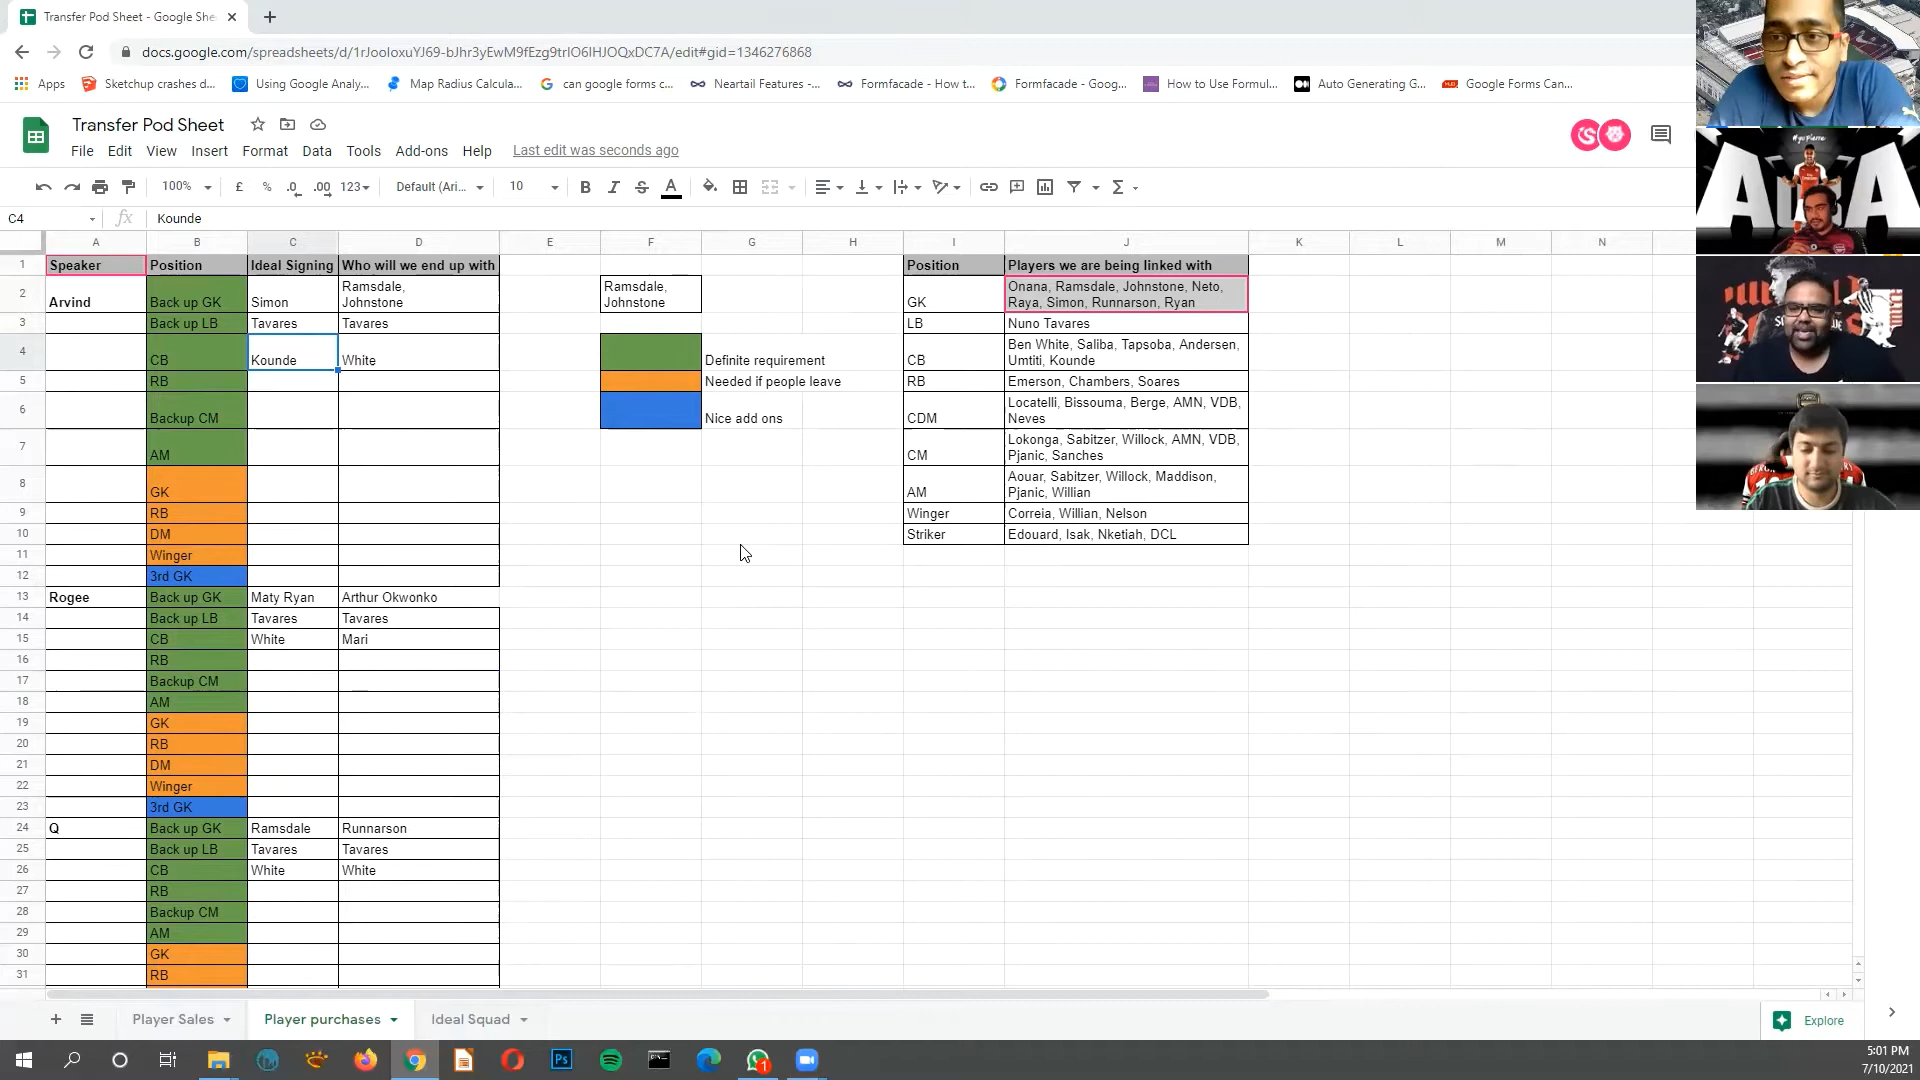 Transfer Pod Sheet - Google She
docs.google.com/spreadsheets/d/1rJooIoxuYJ69-bJhr3yEwM9fEzg9trIO6IHJOQxDC7A/edit#gid=1346276868
Apps Sketchup crashes d... Using Google Analy... Map Radius Calcula... can google forms c... Neartail Features -... Formfacade - How t... Formfacade - Goog... How to Use Formul... Auto Generating G... Google Forms Can...
Transfer Pod Sheet
File Edit View Insert Format Data Tools Add-ons Help Last edit was seconds ago
100% £ % .0 .00 123 Default (Ari... 10 B I S A
C4 fx Kounde
A B C D E F G H I J K L M N
1 Speaker Position Ideal Signing Who will we end up with Position Players we are being linked with
2 Arvind Back up GK Simon Ramsdale, Johnstone Ramsdale, Johnstone GK Onana, Ramsdale, Johnstone, Neto, Raya, Simon, Runnarson, Ryan
3 Back up LB Tavares Tavares LB Nuno Tavares
4 CB Kounde White Definite requirement CB Ben White, Saliba, Tapsoba, Andersen, Umtiti, Kounde
5 RB Needed if people leave RB Emerson, Chambers, Soares
6 Backup CM Nice add ons CDM Locatelli, Bissouma, Berge, AMN, VDB, Neves
7 AM CM Lokonga, Sabitzer, Willock, AMN, VDB, Pjanic, Sanches
8 GK AM Aouar, Sabitzer, Willock, Maddison, Pjanic, Willian
9 RB Winger Correia, Willian, Nelson
10 DM Striker Edouard, Isak, Nketiah, DCL
11 Winger
12 3rd GK
13 Rogee Back up GK Maty Ryan Arthur Okwonko
14 Back up LB Tavares Tavares
15 CB White Mari
16 RB
17 Backup CM
18 AM
19 GK
20 RB
21 DM
22 Winger
23 3rd GK
24 Q Back up GK Ramsdale Runnarson
25 Back up LB Tavares Tavares
26 CB White White
27 RB
28 Backup CM
29 AM
30 GK
31 RB
Player Sales Player purchases Ideal Squad Explore
Ps
1
5:01 PM
7/10/2021